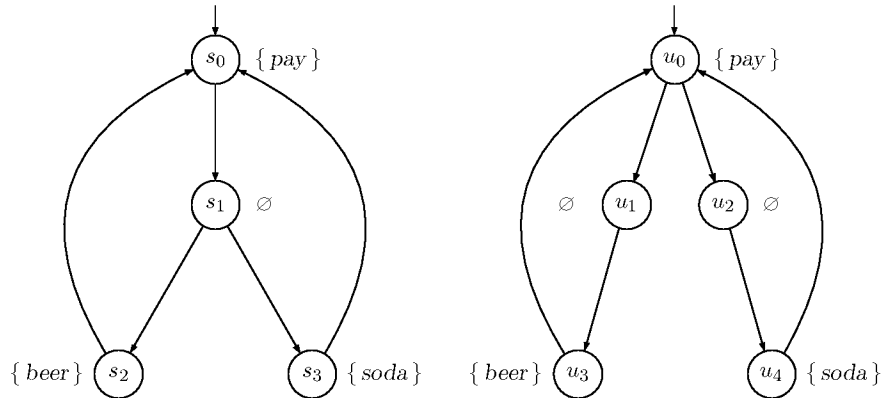 s₀ { pay } u₀ { pay }
s₁ ∅ ∅ u₁ u₂ ∅
{ beer } s₂ s₃ { soda } { beer } u₃ u₄ { soda }